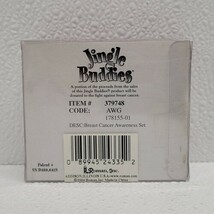 Jingle
Buddies
A portion of the proceeds from the sales
of this Jingle Buddies® product will be
donated to the fight against breast cancer.
ITEM # 379748
CODE: AWG
178155-01
DESC. Breast Cancer Awareness Set
0 89945 24335 2
Roman, Inc.